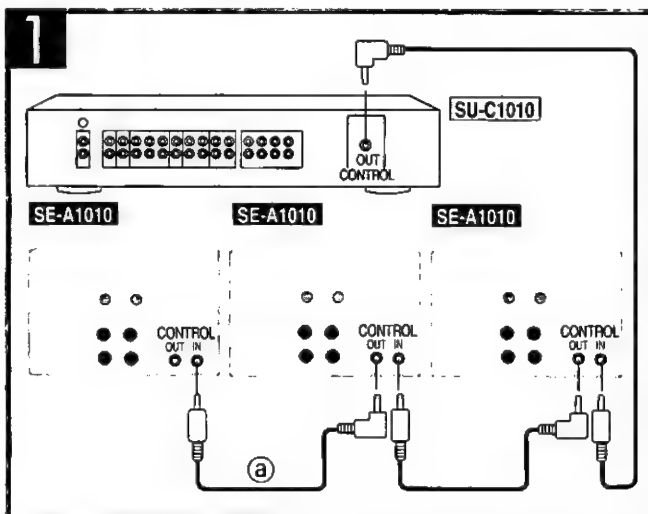 1
SU-C1010
OUT
CONTROL
SE-A1010 SE-A1010 SE-A1010
CONTROL CONTROL CONTROL
OUT IN OUT IN OUT IN
ⓐ